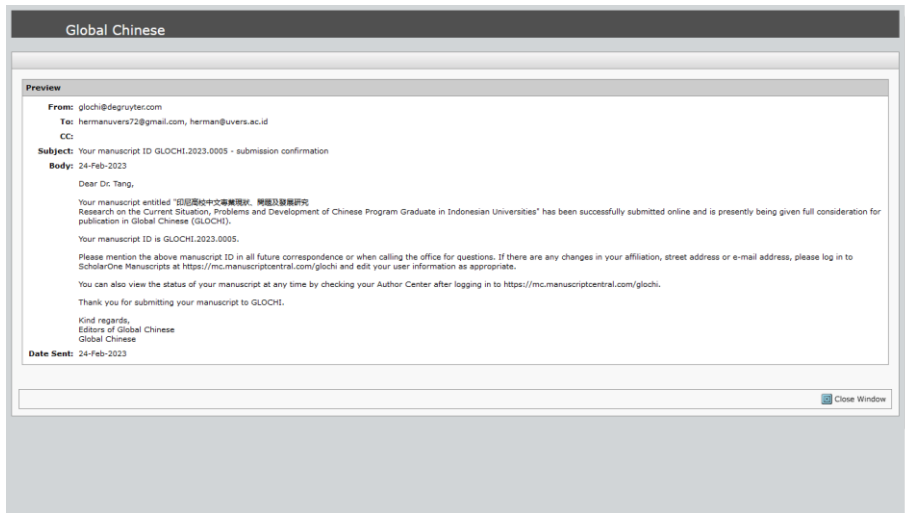 Global Chinese
Preview
From: glochi@degruyter.com
To: hermanuvers72@gmail.com, herman@uvers.ac.id
CC:
Subject: Your manuscript ID GLOCHI.2023.0005 - submission confirmation
Body: 24-Feb-2023
Dear Dr. Tang,
Your manuscript entitled "印尼高校中文專業現狀、問題及發展研究
Research on the Current Situation, Problems and Development of Chinese Program Graduate in Indonesian Universities" has been successfully submitted online and is presently being given full consideration for
publication in Global Chinese (GLOCHI).
Your manuscript ID is GLOCHI.2023.0005.
Please mention the above manuscript ID in all future correspondence or when calling the office for questions. If there are any changes in your affiliation, street address or e-mail address, please log in to
ScholarOne Manuscripts at https://mc.manuscriptcentral.com/glochi and edit your user information as appropriate.
You can also view the status of your manuscript at any time by checking your Author Center after logging in to https://mc.manuscriptcentral.com/glochi.
Thank you for submitting your manuscript to GLOCHI.
Kind regards,
Editors of Global Chinese
Global Chinese
Date Sent: 24-Feb-2023
Close Window